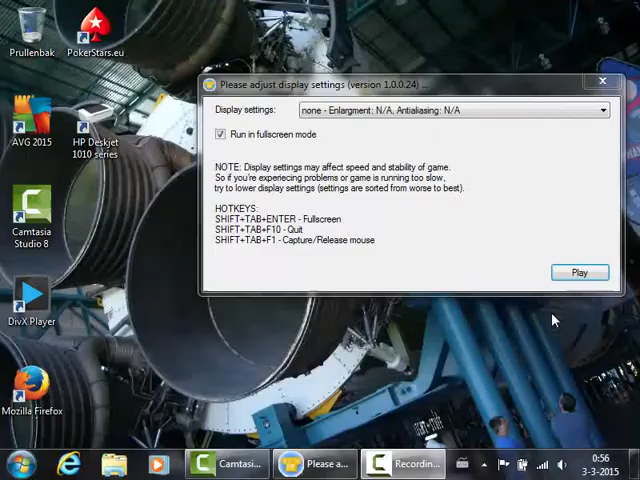 Prullenbak
PokerStars.eu
Please adjust display settings (version 1.0.0.24) ...
Display settings:
none - Enlargment: N/A, Antialiasing: N/A
Run in fullscreen mode
AVG 2015
HP Deskjet
1010 series
NOTE: Display settings may affect speed and stability of game.
So if you're experiencing problems or game is running too slow,
try to lower display settings (settings are sorted from worse to best).
HOTKEYS:
SHIFT+TAB+ENTER - Fullscreen
SHIFT+TAB+F10 - Quit
SHIFT+TAB+F1 - Capture/Release mouse
Camtasia
Studio 8
Play
DivX Player
Mozilla Firefox
Camtasi...
Please a...
Recordin...
0:56
3-3-2015